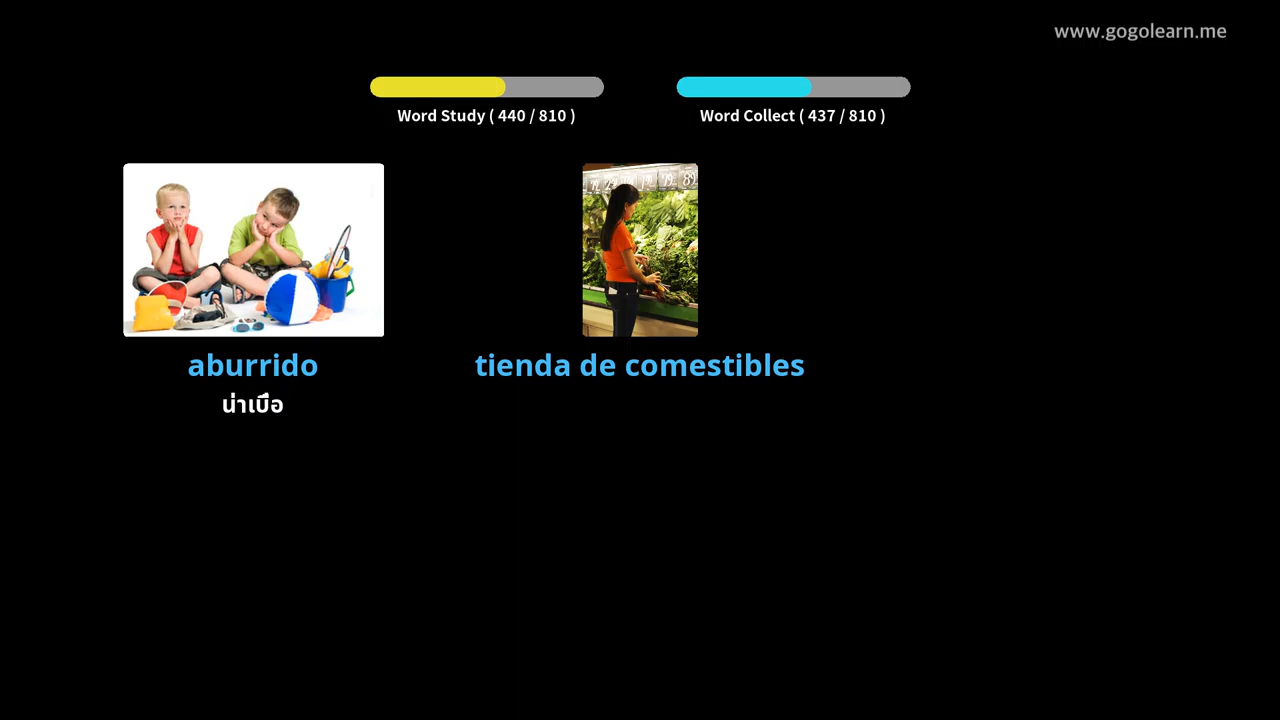 www.gogolearn.me
Word Study ( 440 / 810 )
Word Collect ( 437 / 810 )
aburrido
น่าเบื่อ
tienda de comestibles